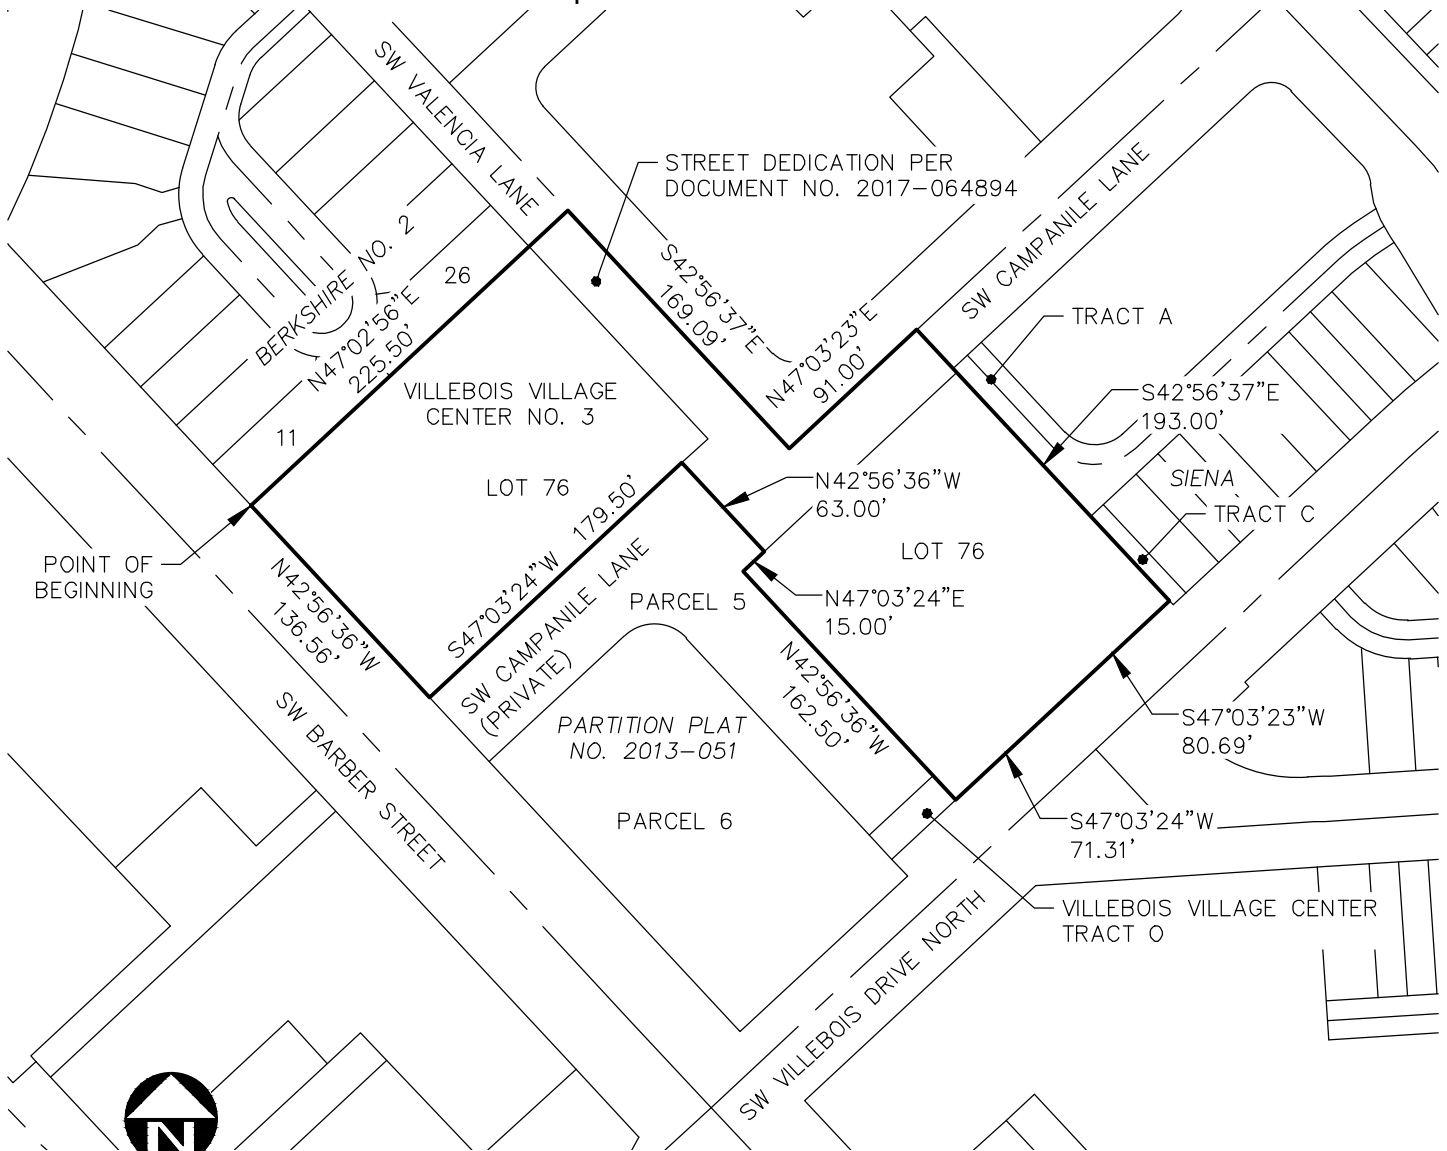 SW VALENCIA LANE
STREET DEDICATION PER
DOCUMENT NO. 2017-064894
SW CAMPANILE LANE
BERKSHIRE NO. 2
26
N47°02'56"E
225.50'
S42°56'37"E
169.09'
N47°03'23"E
91.00'
TRACT A
VILLEBOIS VILLAGE
CENTER NO. 3
S42°56'37"E
193.00'
11
LOT 76
179.50'
S47°03'24"W
N42°56'36"W
63.00'
SIENA
TRACT C
POINT OF
BEGINNING
LOT 76
N42°56'36"W
136.56'
SW CAMPANILE LANE
(PRIVATE)
PARCEL 5
N47°03'24"E
15.00'
N42°56'36"W
162.50'
SW BARBER STREET
PARTITION PLAT
NO. 2013-051
S47°03'23"W
80.69'
PARCEL 6
S47°03'24"W
71.31'
VILLEBOIS VILLAGE CENTER
TRACT O
SW VILLEBOIS DRIVE NORTH
N